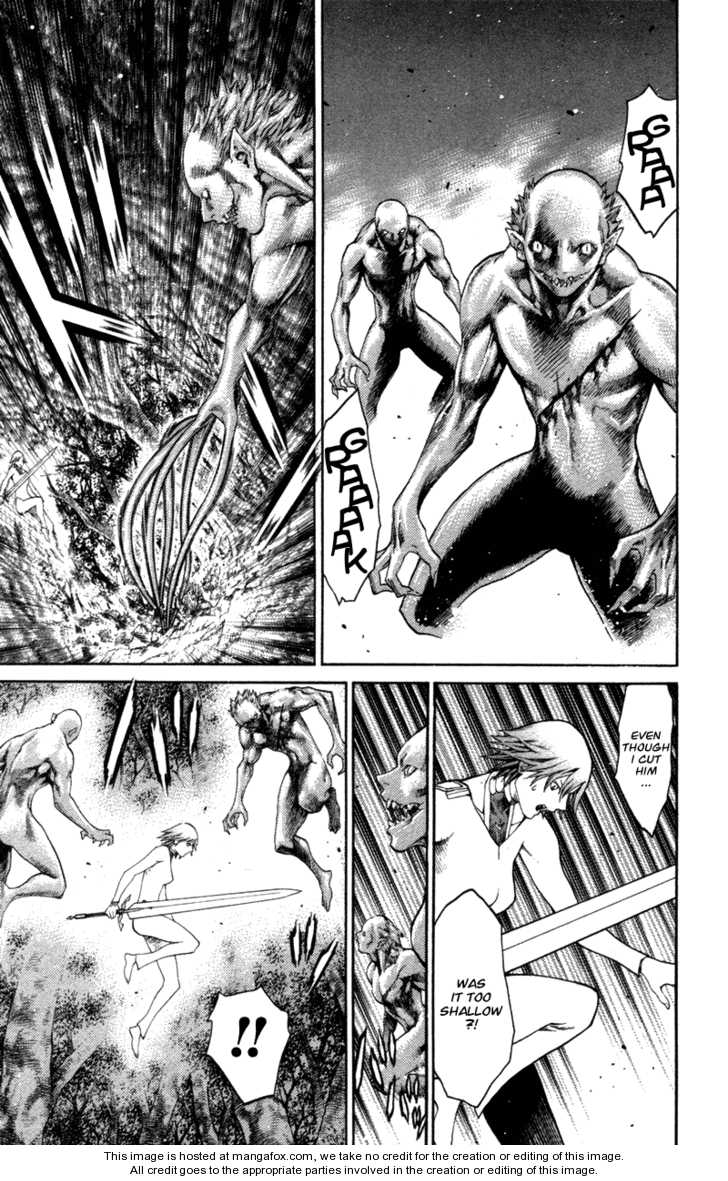 GRAAA
GRAAAK
EVEN
THOUGH
I CUT
HIM
...
WAS
IT TOO
SHALLOW
?!
!!
This image is hosted at mangafox.com, we take no credit for the creation or editing of this image.
All credit goes to the appropriate parties involved in the creation or editing of this image.